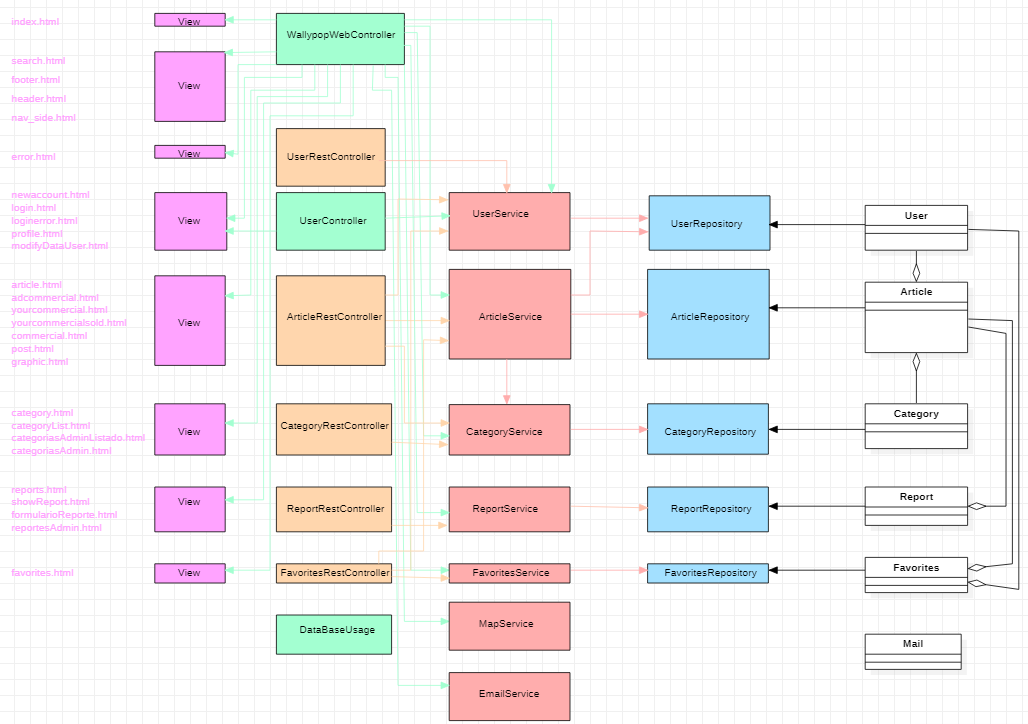 index.html
View
WallypopWebController
search.html
footer.html
header.html
nav_side.html
View
error.html
View
UserRestController
newaccount.html
login.html
loginerror.html
profile.html
modifyDataUser.html
View
UserController
UserService
UserRepository
User
article.html
adcommercial.html
yourcommercial.html
yourcommercialsold.html
commercial.html
post.html
graphic.html
View
ArticleRestController
ArticleService
ArticleRepository
Article
category.html
categoryList.html
categoriasAdminListado.html
categoriasAdmin.html
View
CategoryRestController
CategoryService
CategoryRepository
Category
reports.html
showReport.html
formularioReporte.html
reportesAdmin.html
View
ReportRestController
ReportService
ReportRepository
Report
favorites.html
View
FavoritesRestController
FavoritesService
FavoritesRepository
Favorites
DataBaseUsage
MapService
Mail
EmailService